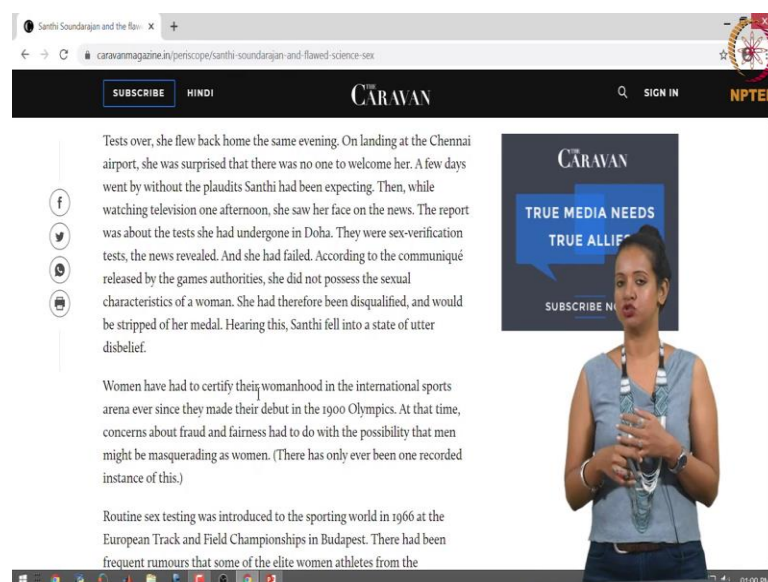 Santhi Soundarajan and the flaw
caravanmagazine.in/periscope/santhi-soundarajan-and-flawed-science-sex
NPTEL
SUBSCRIBE HINDI THE CARAVAN SIGN IN
Tests over, she flew back home the same evening. On landing at the Chennai
airport, she was surprised that there was no one to welcome her. A few days
went by without the plaudits Santhi had been expecting. Then, while
watching television one afternoon, she saw her face on the news. The report
was about the tests she had undergone in Doha. They were sex-verification
tests, the news revealed. And she had failed. According to the communiqué
released by the games authorities, she did not possess the sexual
characteristics of a woman. She had therefore been disqualified, and would
be stripped of her medal. Hearing this, Santhi fell into a state of utter
disbelief.
Women have had to certify their womanhood in the international sports
arena ever since they made their debut in the 1900 Olympics. At that time,
concerns about fraud and fairness had to do with the possibility that men
might be masquerading as women. (There has only ever been one recorded
instance of this.)
Routine sex testing was introduced to the sporting world in 1966 at the
European Track and Field Championships in Budapest. There had been
frequent rumours that some of the elite women athletes from the
THE CARAVAN
TRUE MEDIA NEEDS
TRUE ALLIES
SUBSCRIBE NO
01:00 PM